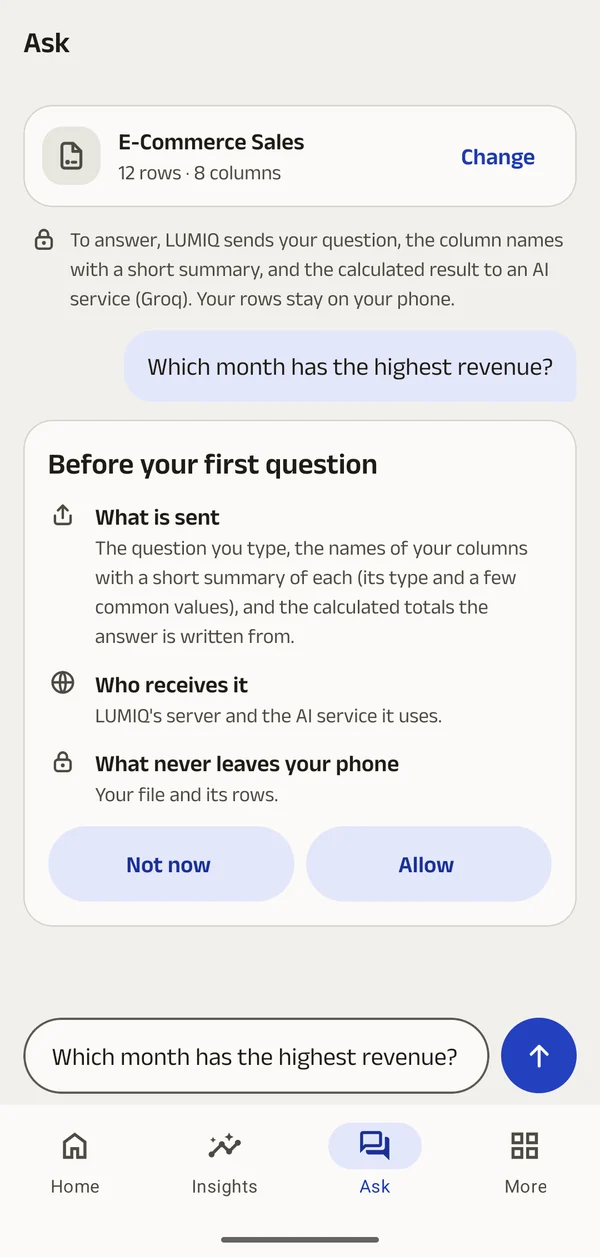 Ask
E-Commerce Sales
12 rows · 8 columns
Change
To answer, LUMIQ sends your question, the column names
with a short summary, and the calculated result to an AI
service (Groq). Your rows stay on your phone.
Which month has the highest revenue?
Before your first question
What is sent
The question you type, the names of your columns
with a short summary of each (its type and a few
common values), and the calculated totals the
answer is written from.
Who receives it
LUMIQ's server and the AI service it uses.
What never leaves your phone
Your file and its rows.
Not now
Allow
Which month has the highest revenue?
Home
Insights
Ask
More